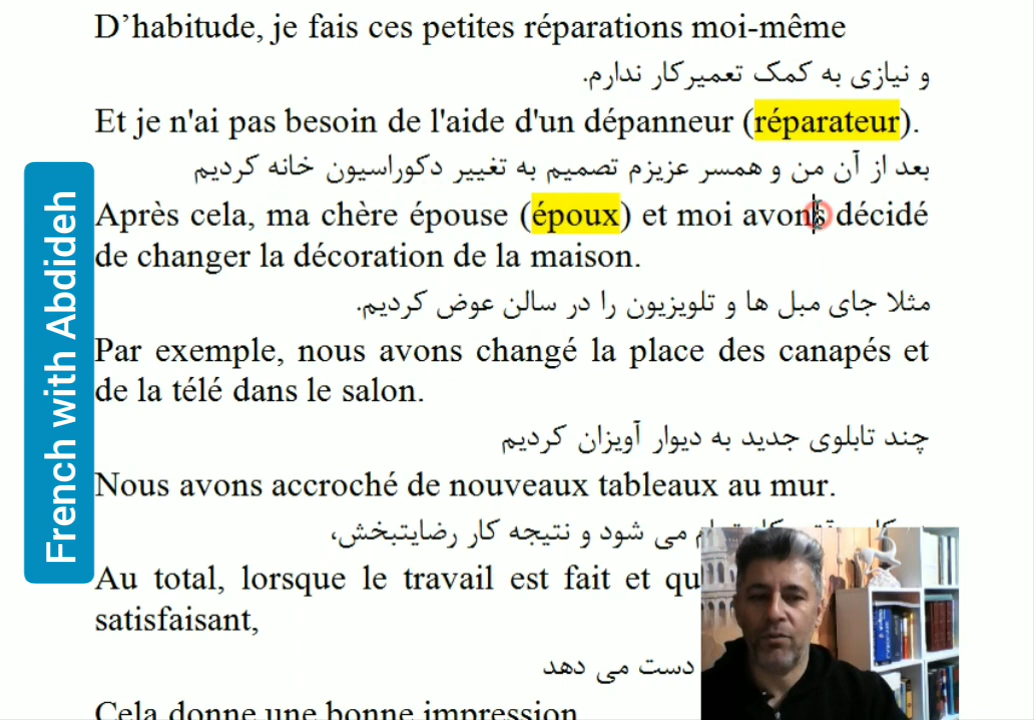 D’habitude, je fais ces petites réparations moi-même
و نیازی به کمک تعمیرکار ندارم.
Et je n'ai pas besoin de l'aide d'un dépanneur (réparateur).
بعد از آن من و همسر عزیزم تصمیم به تغییر دکوراسیون خانه کردیم
Après cela, ma chère épouse (époux) et moi avons décidé
de changer la décoration de la maison.
مثلا جای مبل ها و تلویزیون را در سالن عوض کردیم.
Par exemple, nous avons changé la place des canapés et
de la télé dans le salon.
چند تابلوی جدید به دیوار آویزان کردیم
Nous avons accroché de nouveaux tableaux au mur.
می شود و نتیجه کار رضایتبخش،
Au total, lorsque le travail est fait et qu
satisfaisant,
دست می دهد
Cela donne une bonne impression
French with Abdideh